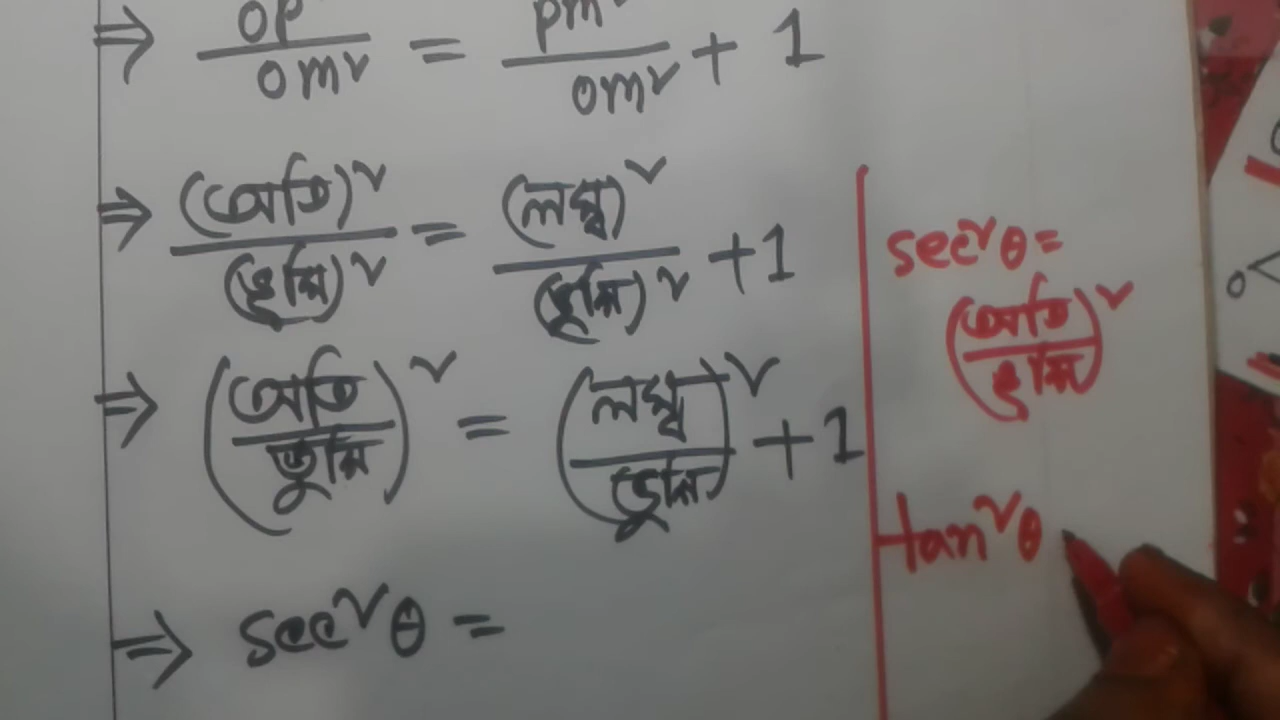 ⇒ OP / OM² = PM² / OM² + 1
⇒ (অতি)² / (ভূমি)² = (লম্ব)² / (ভূমি)² + 1
⇒ (অতি / ভূমি)² = (লম্ব / ভূমি)² + 1
⇒ sec²θ =
sec²θ =
(অতি / ভূমি)²
tan²θ